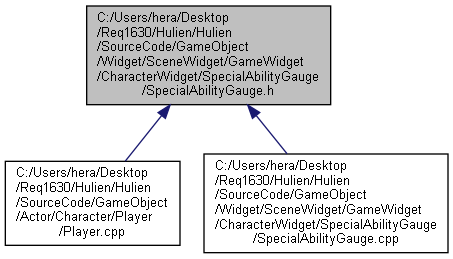 C:/Users/hera/Desktop
/Req1630/Hulien/Hulien
/SourceCode/GameObject
/Widget/SceneWidget/GameWidget
/CharacterWidget/SpecialAbilityGauge
/SpecialAbilityGauge.h
C:/Users/hera/Desktop
/Req1630/Hulien/Hulien
/SourceCode/GameObject
/Actor/Character/Player
/Player.cpp
C:/Users/hera/Desktop
/Req1630/Hulien/Hulien
/SourceCode/GameObject
/Widget/SceneWidget/GameWidget
/CharacterWidget/SpecialAbilityGauge
/SpecialAbilityGauge.cpp